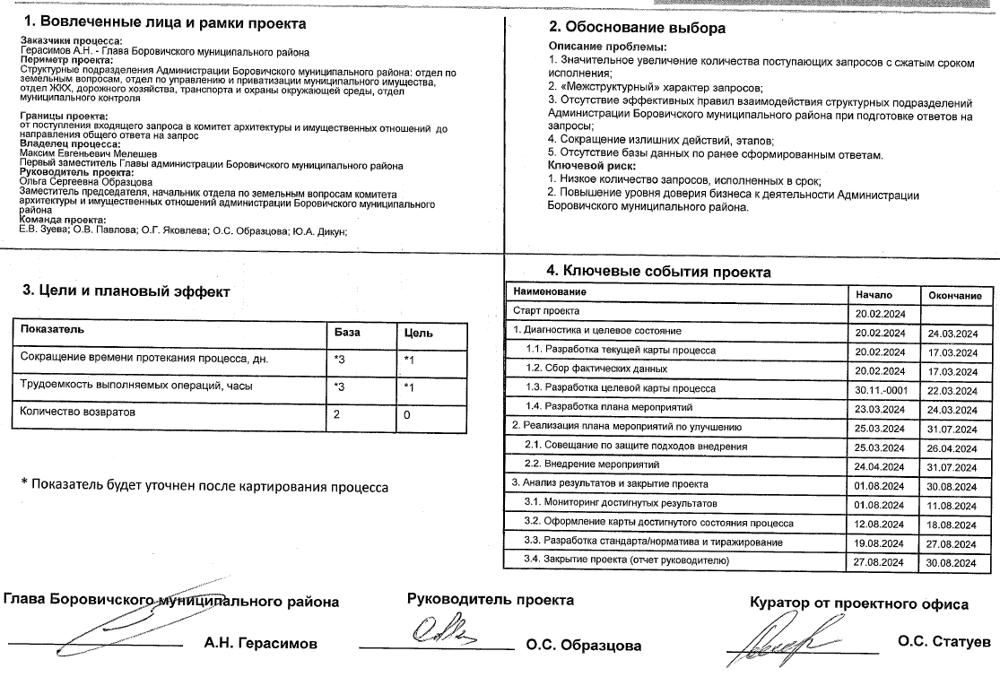 1. Вовлеченные лица и рамки проекта
Заказчики процесса:
Герасимов А.Н. - Глава Боровичского муниципального района
Периметр проекта:
Структурные подразделения Администрации Боровичского муниципального района: отдел по
земельным вопросам, отдел по управлению и приватизации муниципального имущества,
отдел ЖКХ, дорожного хозяйства, транспорта и охраны окружающей среды, отдел
муниципального контроля
Границы проекта:
от поступления входящего запроса в комитет архитектуры и имущественных отношений до
направления общего ответа на запрос
Владелец процесса:
Максим Евгеньевич Мелешев
Первый заместитель Главы администрации Боровичского муниципального района
Руководитель проекта:
Ольга Сергеевна Образцова
Заместитель председателя, начальник отдела по земельным вопросам комитета
архитектуры и имущественных отношений администрации Боровичского муниципального
района
Команда проекта:
Е.В. Зуева; О.В. Павлова; О.Г. Яковлева; О.С. Образцова; Ю.А. Дикун;
2. Обоснование выбора
Описание проблемы:
1. Значительное увеличение количества поступающих запросов с сжатым сроком
исполнения;
2. «Межструктурный» характер запросов;
3. Отсутствие эффективных правил взаимодействия структурных подразделений
Администрации Боровичского муниципального района при подготовке ответов на
запросы;
4. Сокращение излишних действий, этапов;
5. Отсутствие базы данных по ранее сформированным ответам.
Ключевой риск:
1. Низкое количество запросов, исполненных в срок;
2. Повышение уровня доверия бизнеса к деятельности Администрации
Боровичского муниципального района.
3. Цели и плановый эффект
Показатель База Цель
Сокращение времени протекания процесса, дн. *3 *1
Трудоемкость выполняемых операций, часы *3 *1
Количество возвратов 2 0
* Показатель будет уточнен после картирования процесса
4. Ключевые события проекта
Наименование Начало Окончание
Старт проекта 20.02.2024
1. Диагностика и целевое состояние 20.02.2024 24.03.2024
1.1. Разработка текущей карты процесса 20.02.2024 17.03.2024
1.2. Сбор фактических данных 20.02.2024 17.03.2024
1.3. Разработка целевой карты процесса 30.11.-0001 22.03.2024
1.4. Разработка плана мероприятий 23.03.2024 24.03.2024
2. Реализация плана мероприятий по улучшению 25.03.2024 31.07.2024
2.1. Совещание по защите подходов внедрения 25.03.2024 26.04.2024
2.2. Внедрение мероприятий 24.04.2024 31.07.2024
3. Анализ результатов и закрытие проекта 01.08.2024 30.08.2024
3.1. Мониторинг достигнутых результатов 01.08.2024 11.08.2024
3.2. Оформление карты достигнутого состояния процесса 12.08.2024 18.08.2024
3.3. Разработка стандарта/норматива и тиражирование 19.08.2024 27.08.2024
3.4. Закрытие проекта (отчет руководителю) 27.08.2024 30.08.2024
Глава Боровичского муниципального района Руководитель проекта Куратор от проектного офиса
А.Н. Герасимов О.С. Образцова О.С. Статуев